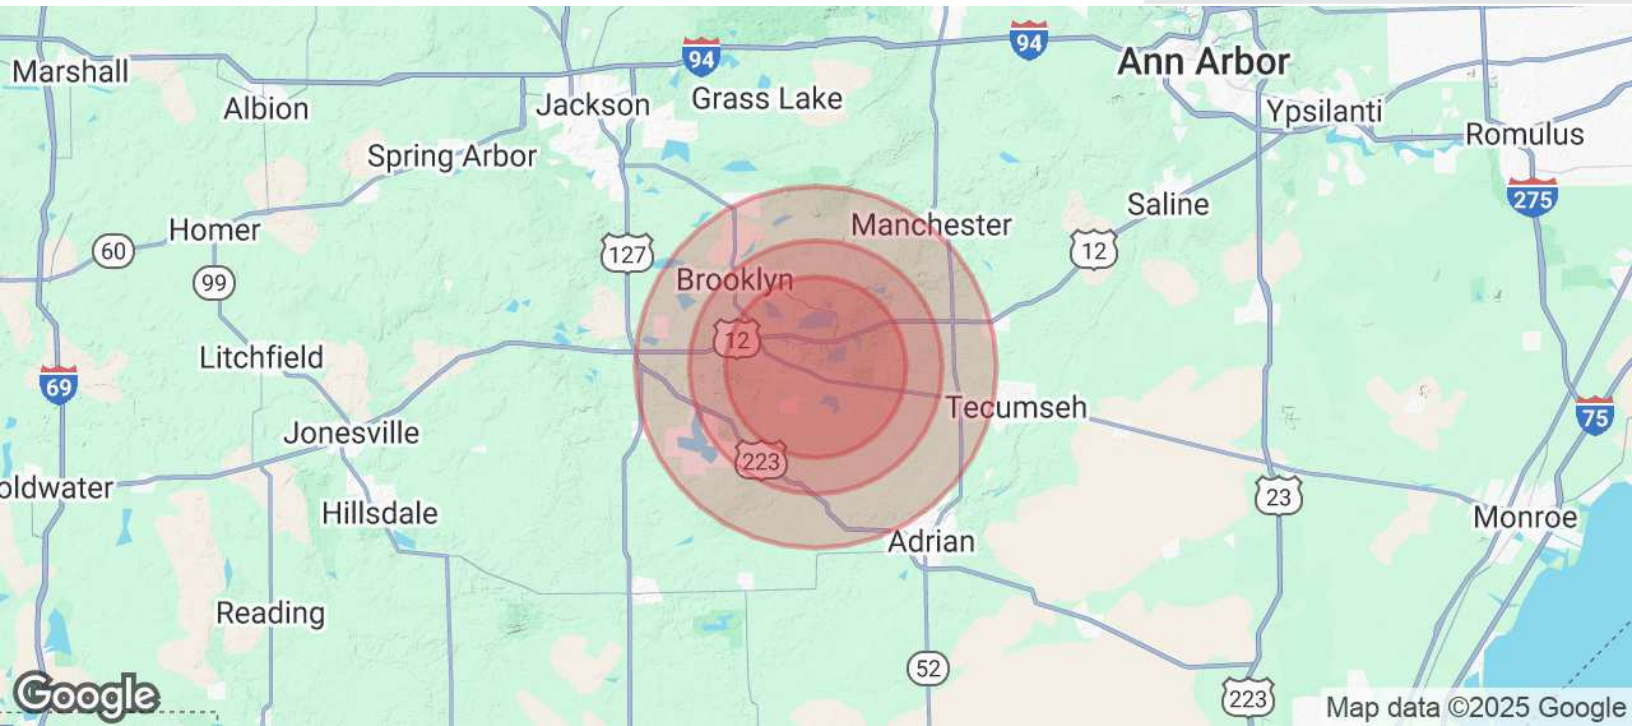 94
94
Ann Arbor
Marshall
Albion
Jackson
Grass Lake
Ypsilanti
Romulus
Spring Arbor
275
Saline
Homer
Manchester
60
127
12
99
Brooklyn
12
Litchfield
69
Tecumseh
75
Jonesville
223
oldwater
23
Hillsdale
Monroe
Adrian
Reading
52
Google
223
Map data ©2025 Google